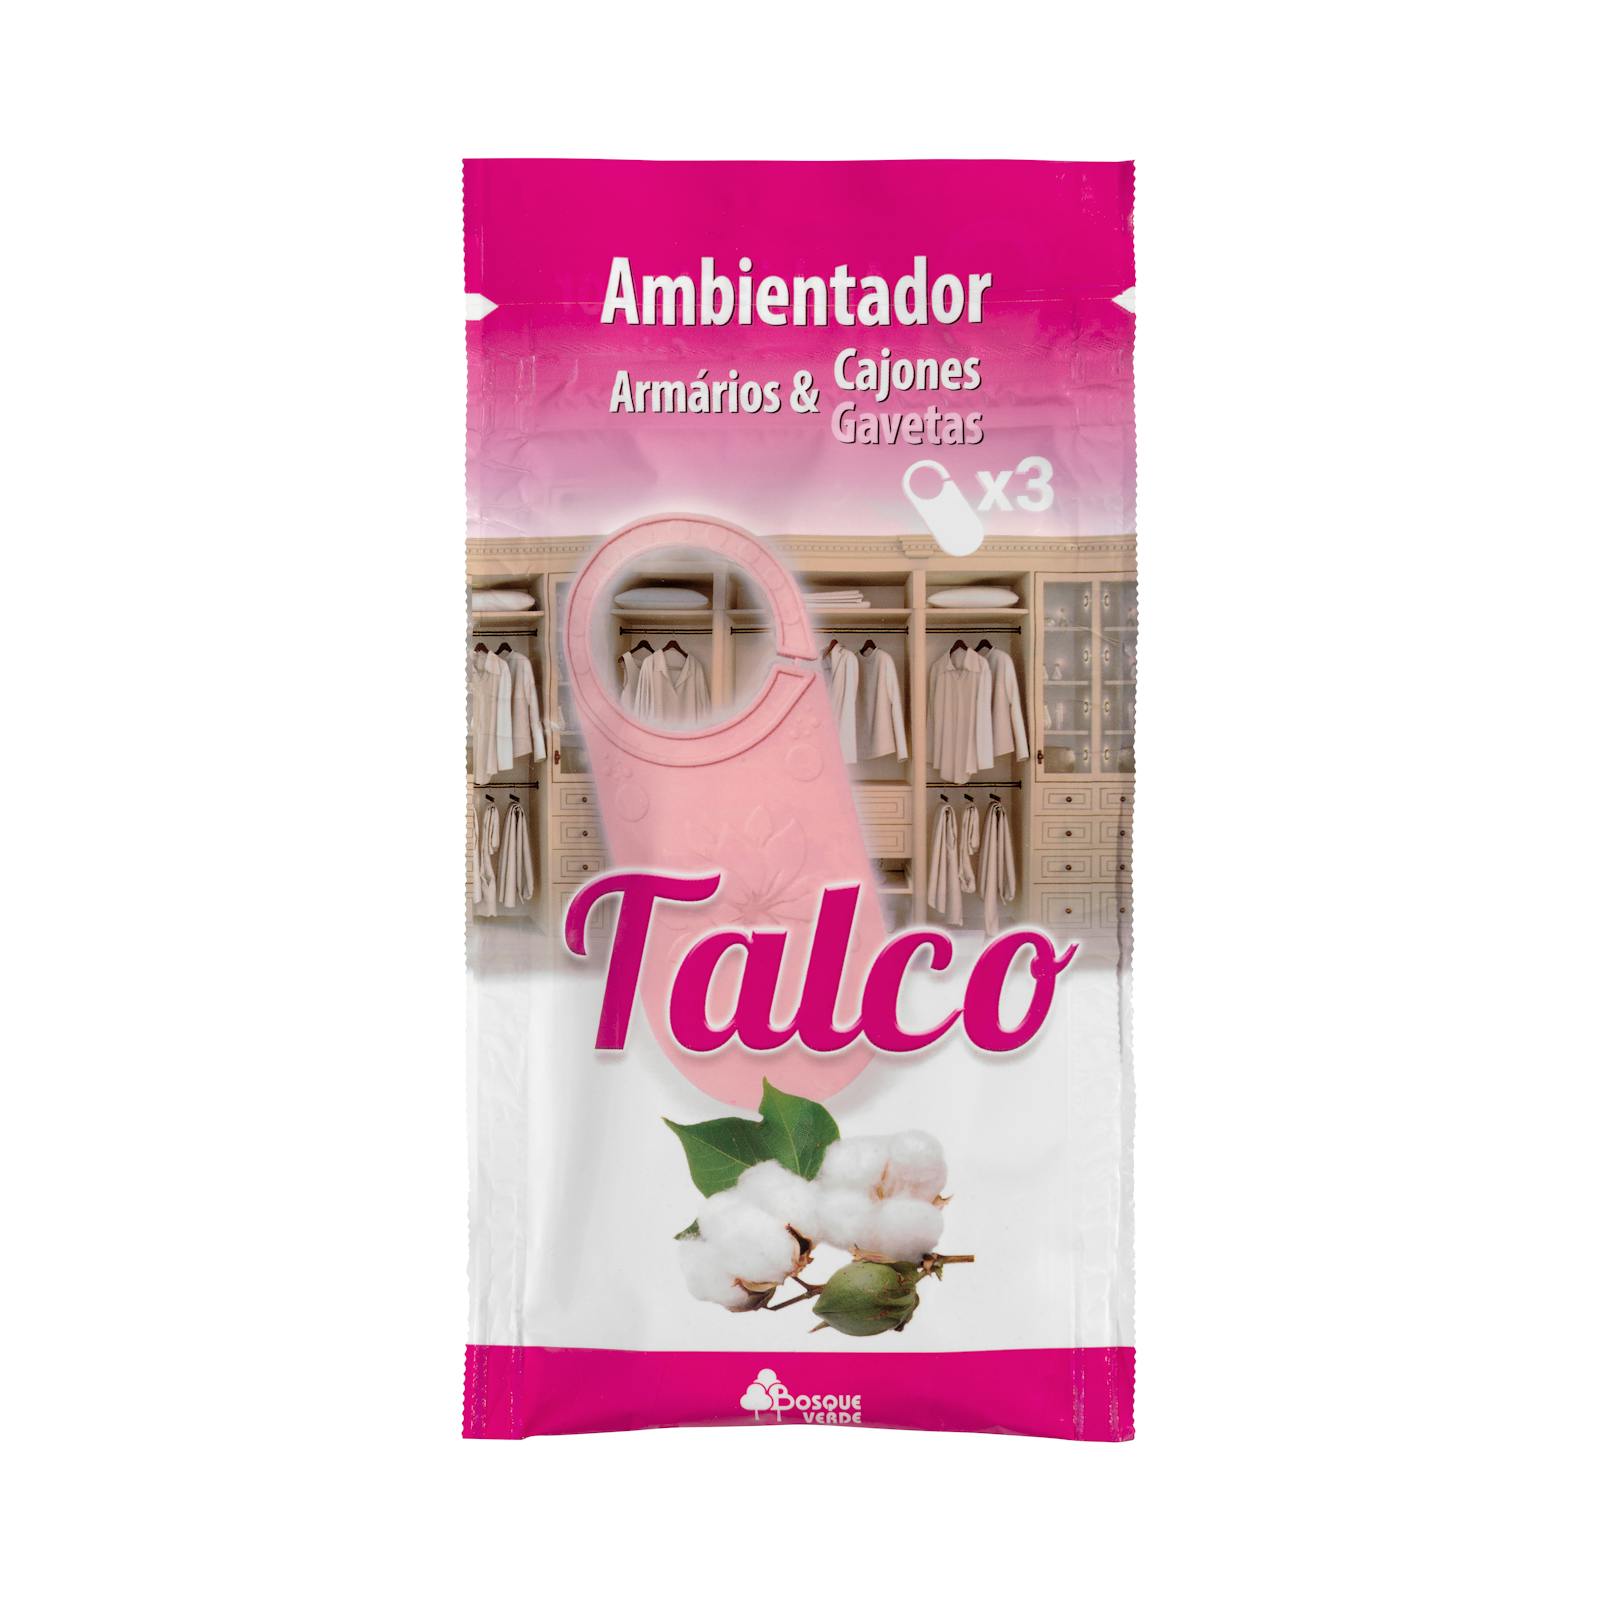 Ambientador
Armários & Cajones
Gavetas
x3
Talco
BOSQUE
VERDE